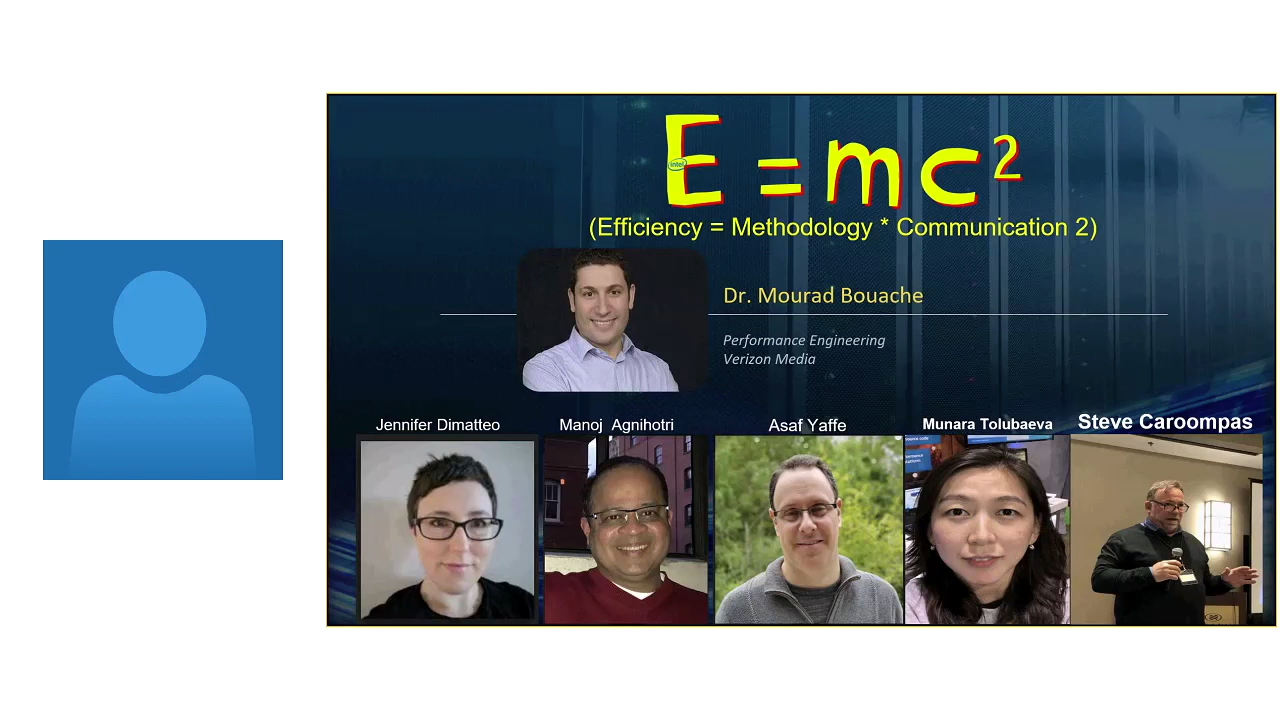 E = mc²
intel
(Efficiency = Methodology * Communication 2)
Dr. Mourad Bouache
Performance Engineering
Verizon Media
Jennifer Dimatteo
Manoj Agnihotri
Asaf Yaffe
Munara Tolubaeva
Steve Caroompas